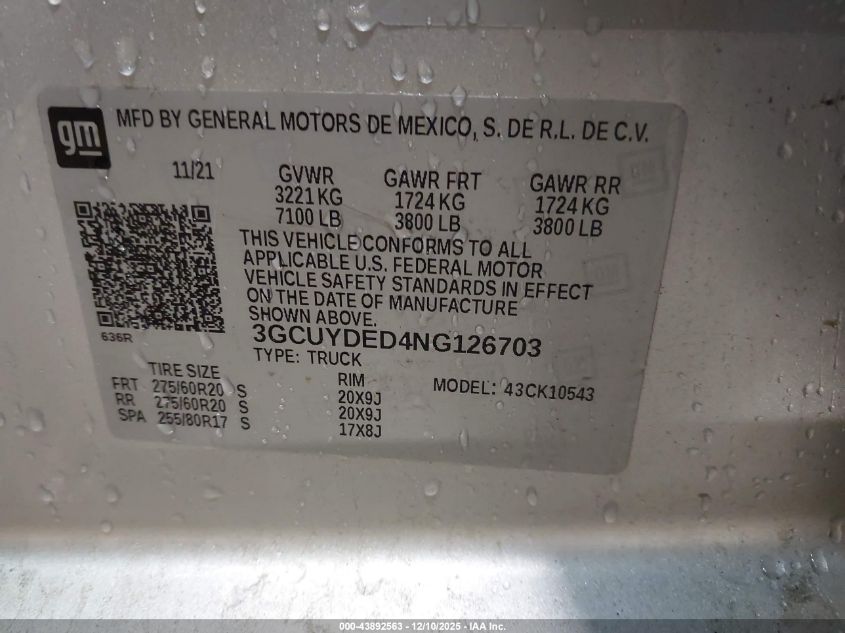 gm
MFD BY GENERAL MOTORS DE MEXICO, S. DE R.L. DE C.V.
11/21 GVWR GAWR FRT GAWR RR
3221 KG 1724 KG 1724 KG
7100 LB 3800 LB 3800 LB
THIS VEHICLE CONFORMS TO ALL
APPLICABLE U.S. FEDERAL MOTOR
VEHICLE SAFETY STANDARDS IN EFFECT
ON THE DATE OF MANUFACTURE
SHOWN ABOVE.
636R
3GCUYDED4NG126703
TYPE: TRUCK
TIRE SIZE RIM MODEL: 43CK10543
FRT 275/60R20 S 20X9J
RR 275/60R20 S 20X9J
SPA 255/80R17 S 17X8J
000-43892563 - 12/10/2025 - IAA Inc.